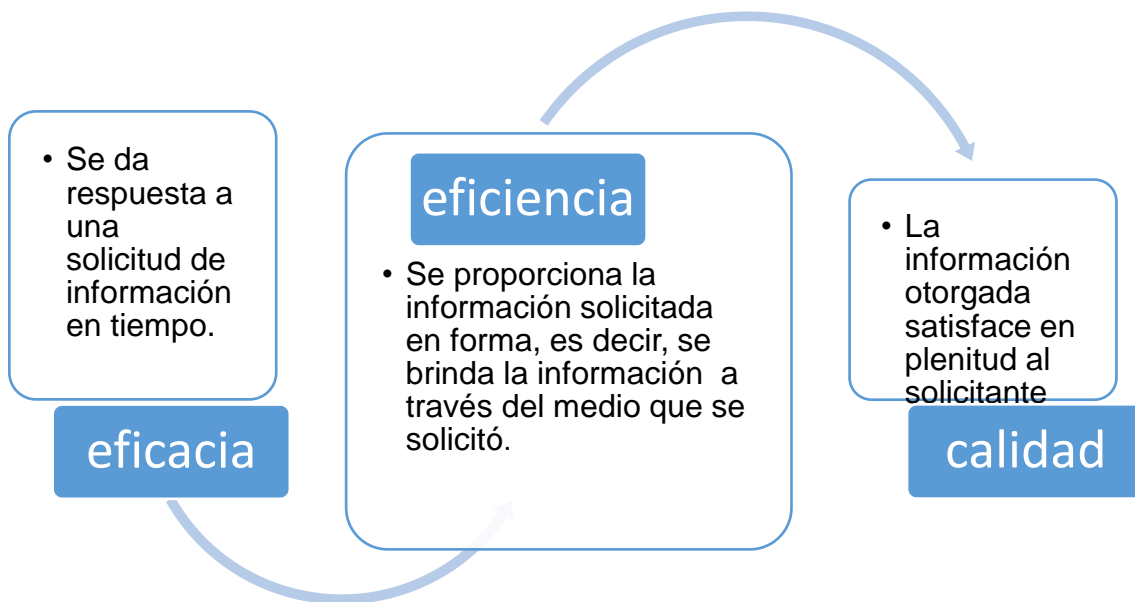 • Se da
respuesta a
una
solicitud de
información
en tiempo.
eficacia
eficiencia
• Se proporciona la
información solicitada
en forma, es decir, se
brinda la información  a
través del medio que se
solicitó.
• La
información
otorgada
satisface en
plenitud al
solicitante
calidad